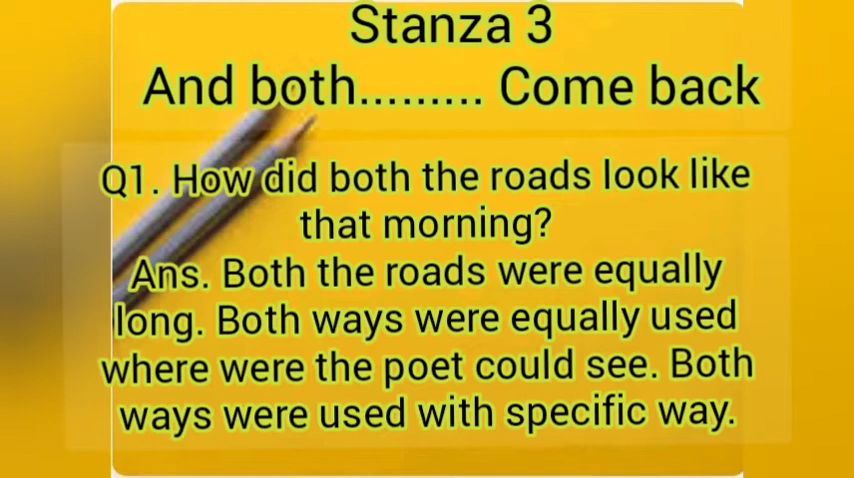 Stanza 3
And both......... Come back
Q1. How did both the roads look like
that morning?
Ans. Both the roads were equally
long. Both ways were equally used
where were the poet could see. Both
ways were used with specific way.